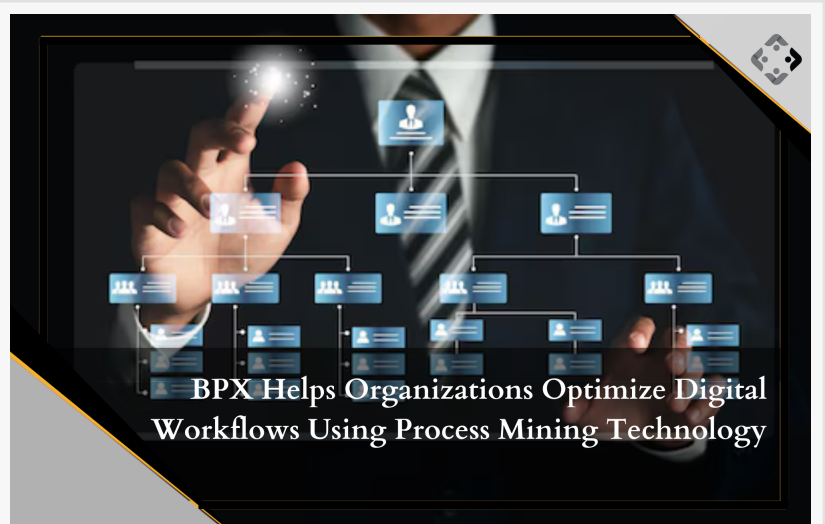 BPX Helps Organizations Optimize Digital
Workflows Using Process Mining Technology